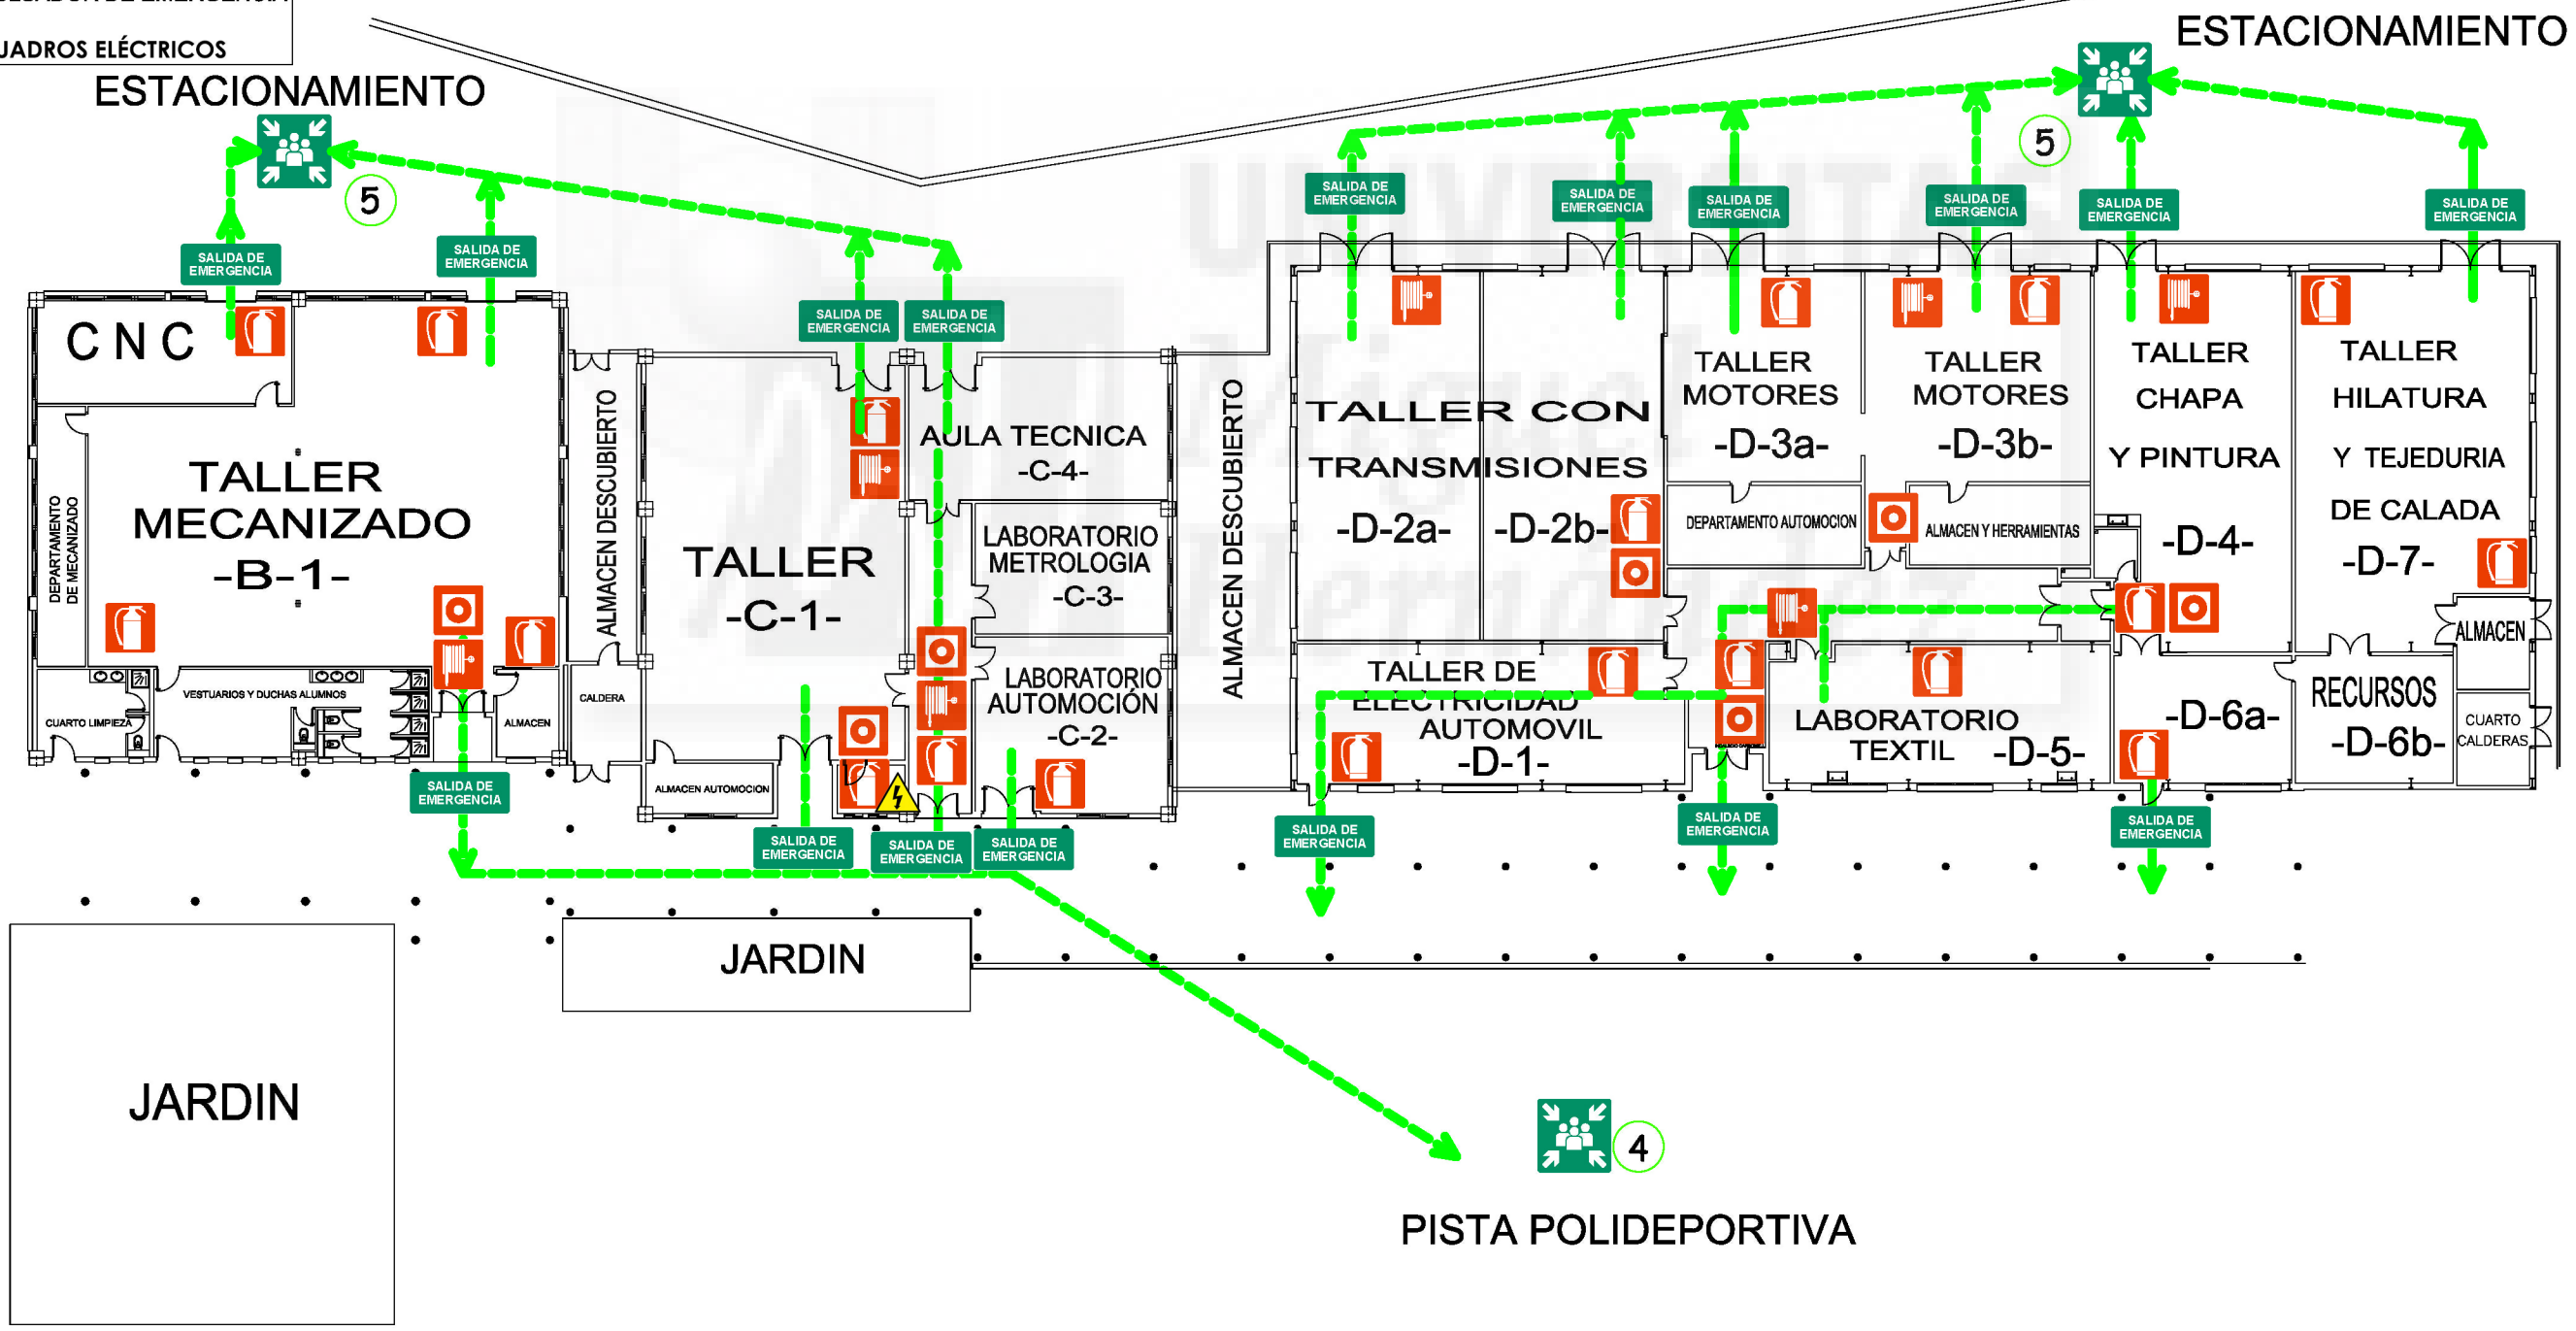 UADROS ELÉCTRICOS
ESTACIONAMIENTO
5
ESTACIONAMIENTO
5
SALIDA DE
EMERGENCIA
SALIDA DE
EMERGENCIA
SALIDA DE
EMERGENCIA
SALIDA DE
EMERGENCIA
SALIDA DE
EMERGENCIA
SALIDA DE
EMERGENCIA
SALIDA DE
EMERGENCIA
SALIDA DE
EMERGENCIA
SALIDA DE
EMERGENCIA
SALIDA DE
EMERGENCIA
UNIVERSITAS
Miguel
Hernández
C N C
DEPARTAMENTO
DE MECANIZADO
TALLER
MECANIZADO
-B-1-
CUARTO LIMPIEZA
VESTUARIOS Y DUCHAS ALUMNOS
ALMACEN
ALMACEN DESCUBIERTO
CALDERA
TALLER
-C-1-
ALMACEN AUTOMOCION
AULA TECNICA
-C-4-
LABORATORIO
METROLOGIA
-C-3-
LABORATORIO
AUTOMOCIÓN
-C-2-
ALMACEN DESCUBIERTO
TALLER CON
TRANSMISIONES
-D-2a-
-D-2b-
TALLER
MOTORES
-D-3a-
DEPARTAMENTO AUTOMOCION
TALLER
MOTORES
-D-3b-
ALMACEN Y HERRAMIENTAS
TALLER
CHAPA
Y PINTURA
-D-4-
TALLER
HILATURA
Y TEJEDURIA
DE CALADA
-D-7-
ALMACEN
TALLER DE
ELECTRICIDAD
AUTOMOVIL
-D-1-
LABORATORIO
TEXTIL
-D-5-
-D-6a-
RECURSOS
-D-6b-
CUARTO
CALDERAS
SALIDA DE
EMERGENCIA
SALIDA DE
EMERGENCIA
SALIDA DE
EMERGENCIA
SALIDA DE
EMERGENCIA
SALIDA DE
EMERGENCIA
SALIDA DE
EMERGENCIA
SALIDA DE
EMERGENCIA
JARDIN
JARDIN
4
PISTA POLIDEPORTIVA